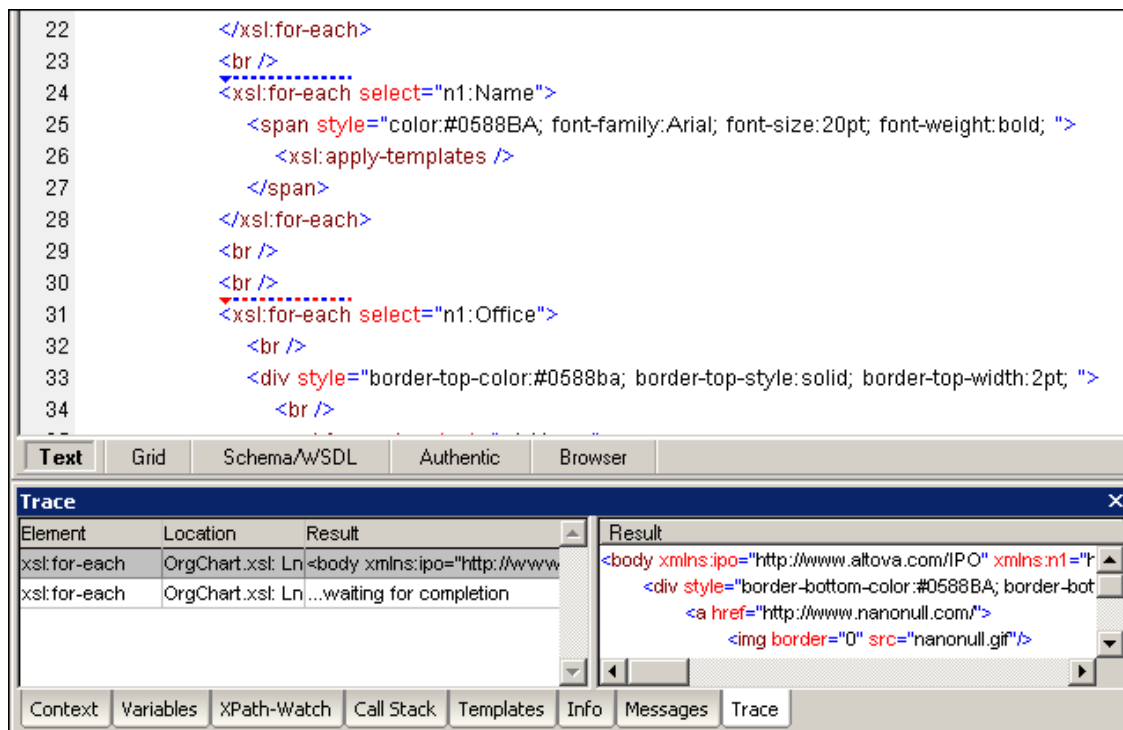 22 </xsl:for-each>
23 <br />
24 <xsl:for-each select="n1:Name">
25 <span style="color:#0588BA; font-family:Arial; font-size:20pt; font-weight:bold; ">
26 <xsl:apply-templates />
27 </span>
28 </xsl:for-each>
29 <br />
30 <br />
31 <xsl:for-each select="n1:Office">
32 <br />
33 <div style="border-top-color:#0588ba; border-top-style:solid; border-top-width:2pt; ">
34 <br />
Text Grid Schema/WSDL Authentic Browser
Trace
Element Location Result
xsl:for-each OrgChart.xsl: Ln <body xmlns:ipo="http://www
xsl:for-each OrgChart.xsl: Ln ...waiting for completion
Result
<body xmlns:ipo="http://www.altova.com/IPO" xmlns:n1="h
<div style="border-bottom-color:#0588BA; border-bot
<a href="http://www.nanonull.com/">
<img border="0" src="nanonull.gif"/>
Context Variables XPath-Watch Call Stack Templates Info Messages Trace